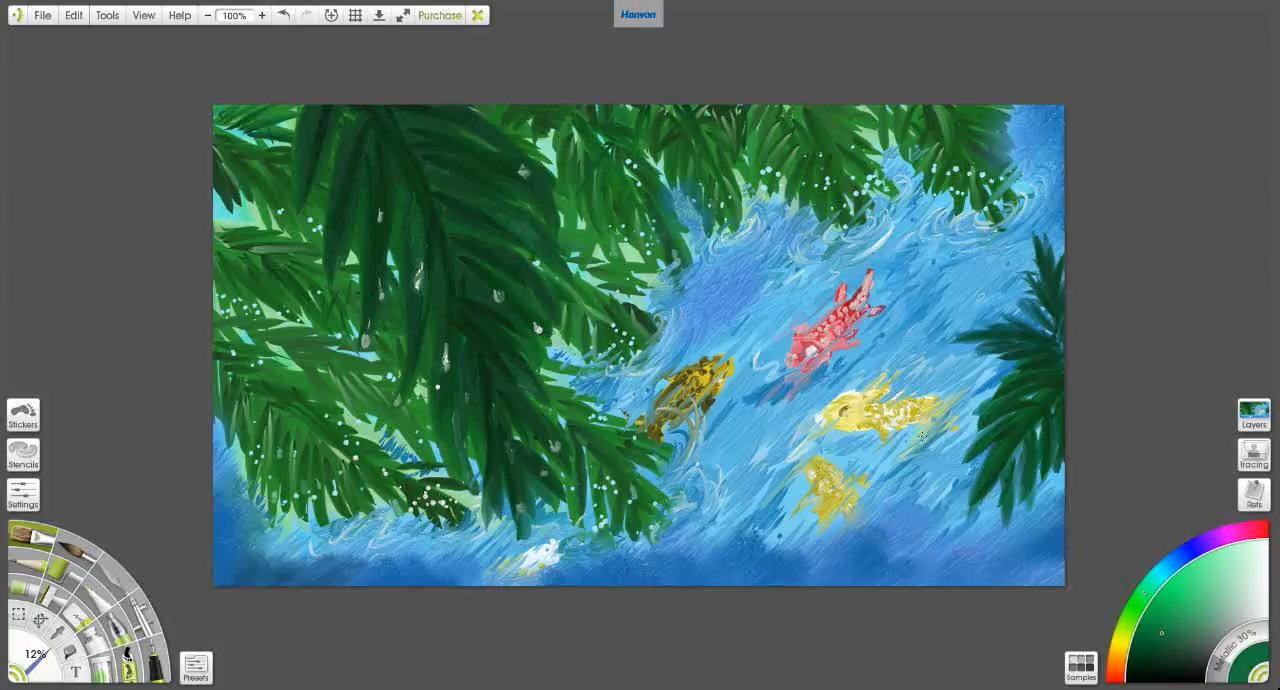 File Edit Tools View Help − 100% + Purchase
Hanvon
Stickers
Stencils
Settings
12%
T
Presets
Layers
Tracing
Refs
Metallic 30%
Samples